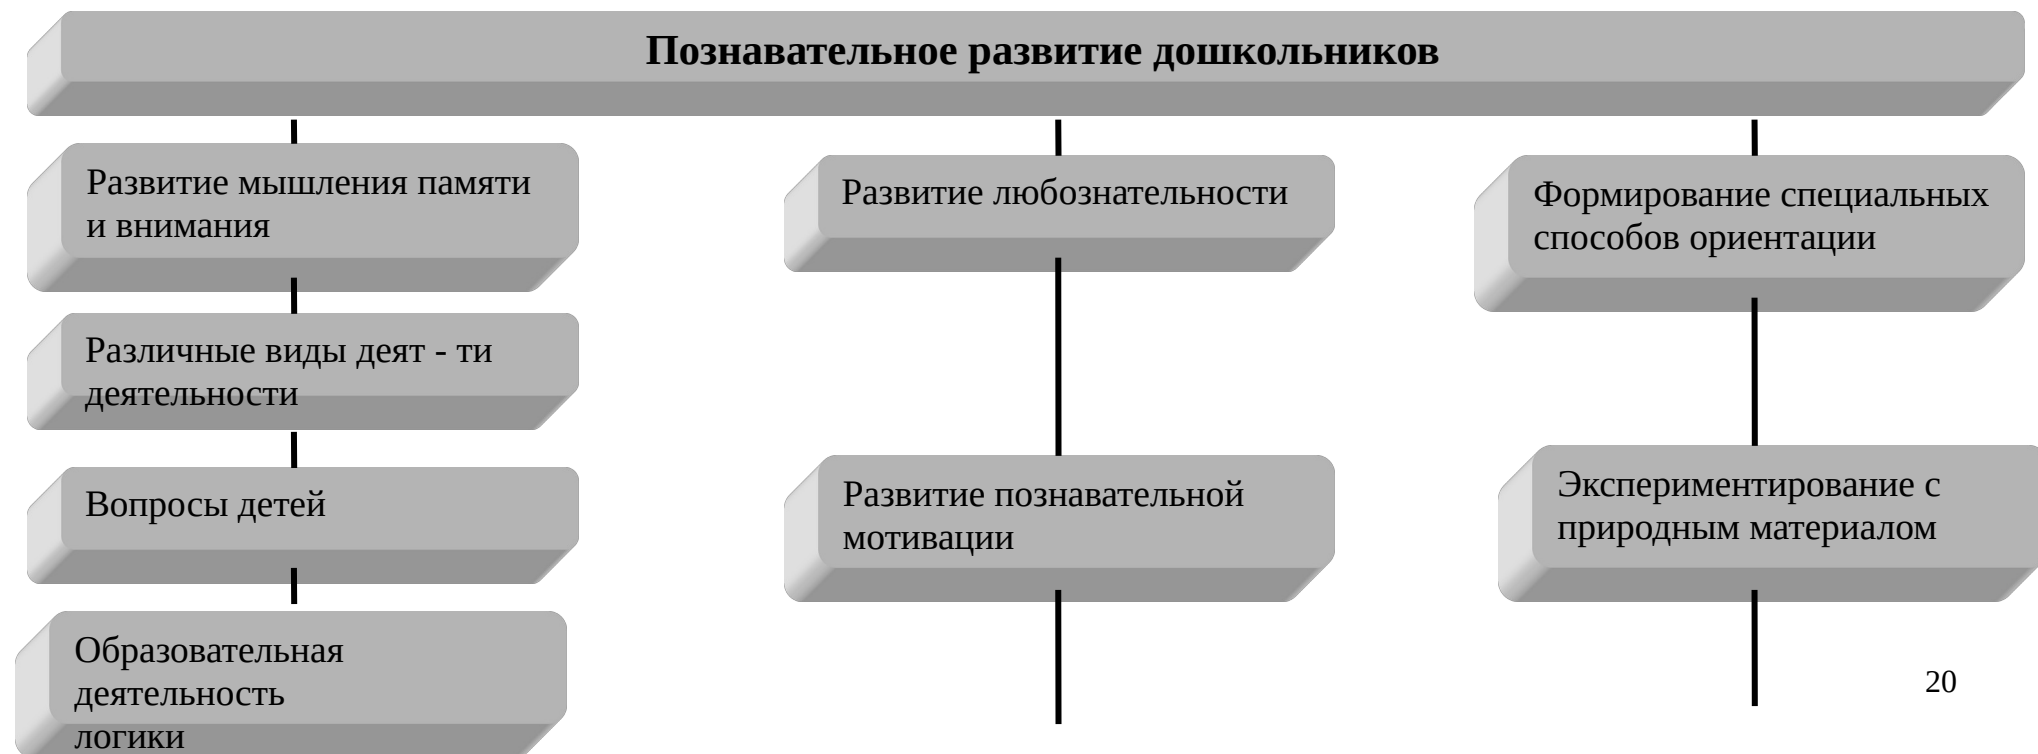 Познавательное развитие дошкольников
Развитие мышления памяти
и внимания
Различные виды деят - ти
деятельности
Вопросы детей
Образовательная
деятельность
логики
Развитие любознательности
Развитие познавательной
мотивации
Формирование специальных
способов ориентации
Экспериментирование с
природным материалом
20